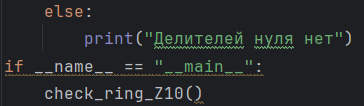 else:
print("Делителей нуля нет")
if __name__ == "__main__":
check_ring_Z10()